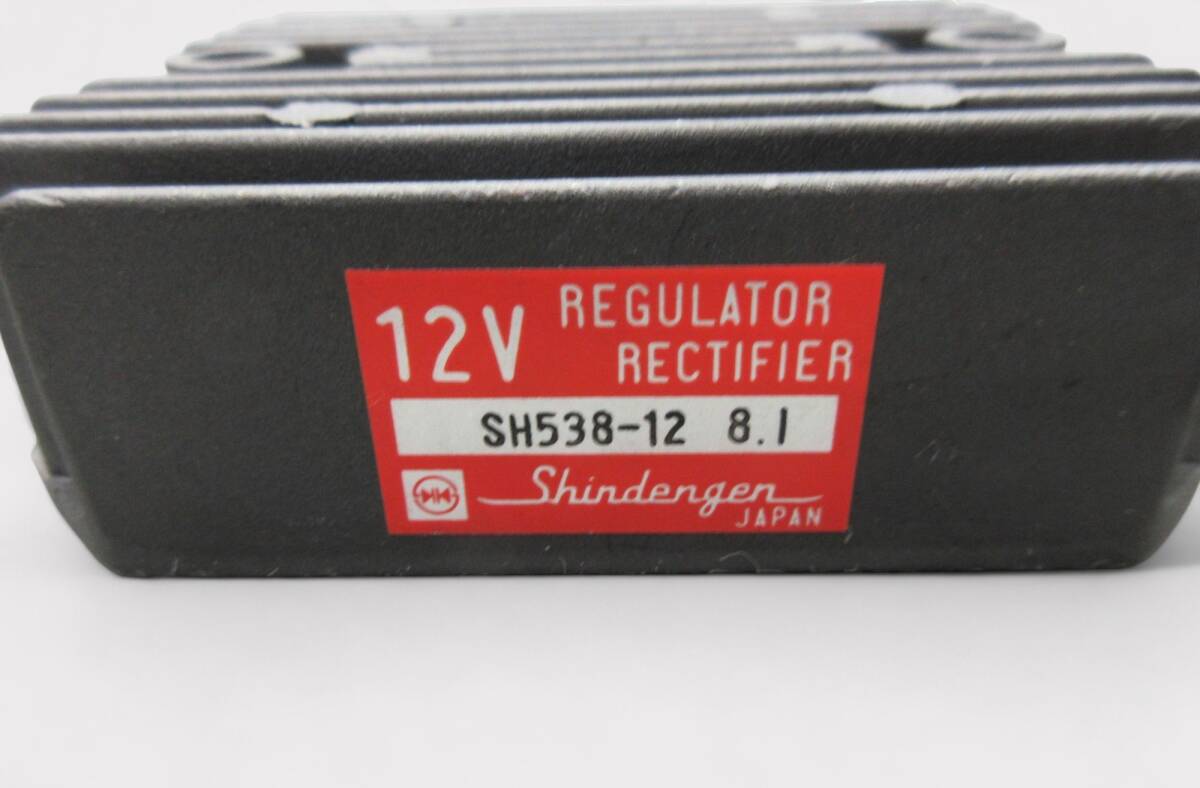 12V REGULATOR
RECTIFIER
SH538-12 8.1
Shindengen
JAPAN